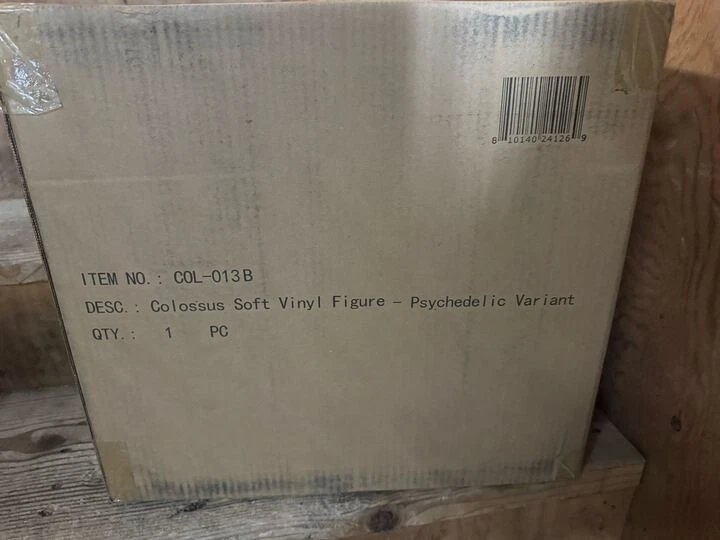 8 10140 24126 9
ITEM NO.: COL-013B
DESC.: Colossus Soft Vinyl Figure - Psychedelic Variant
QTY.: 1 PC